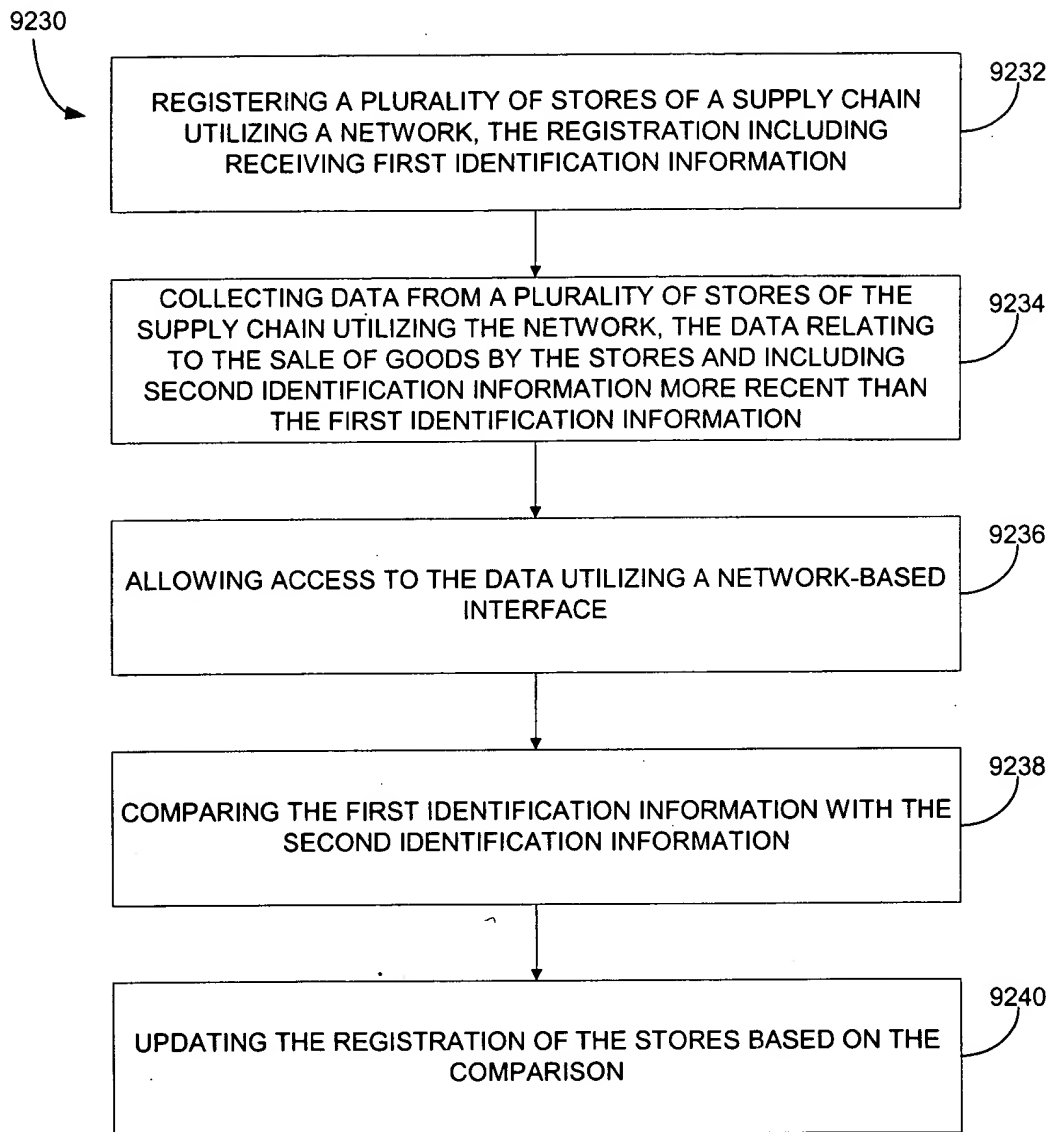 9230
9232
REGISTERING A PLURALITY OF STORES OF A SUPPLY CHAIN
UTILIZING A NETWORK, THE REGISTRATION INCLUDING
RECEIVING FIRST IDENTIFICATION INFORMATION
9234
COLLECTING DATA FROM A PLURALITY OF STORES OF THE
SUPPLY CHAIN UTILIZING THE NETWORK, THE DATA RELATING
TO THE SALE OF GOODS BY THE STORES AND INCLUDING
SECOND IDENTIFICATION INFORMATION MORE RECENT THAN
THE FIRST IDENTIFICATION INFORMATION
9236
ALLOWING ACCESS TO THE DATA UTILIZING A NETWORK-BASED
INTERFACE
9238
COMPARING THE FIRST IDENTIFICATION INFORMATION WITH THE
SECOND IDENTIFICATION INFORMATION
9240
UPDATING THE REGISTRATION OF THE STORES BASED ON THE
COMPARISON